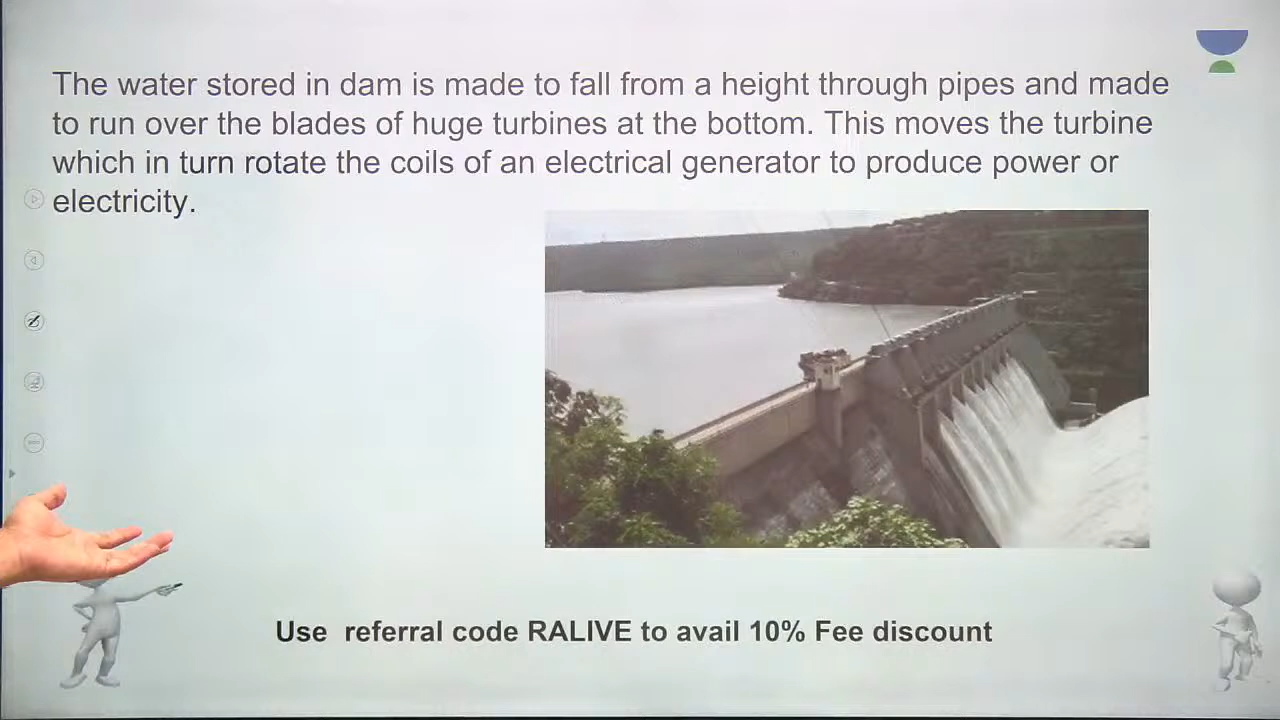 The water stored in dam is made to fall from a height through pipes and made
to run over the blades of huge turbines at the bottom. This moves the turbine
which in turn rotate the coils of an electrical generator to produce power or
electricity.
Use referral code RALIVE to avail 10% Fee discount